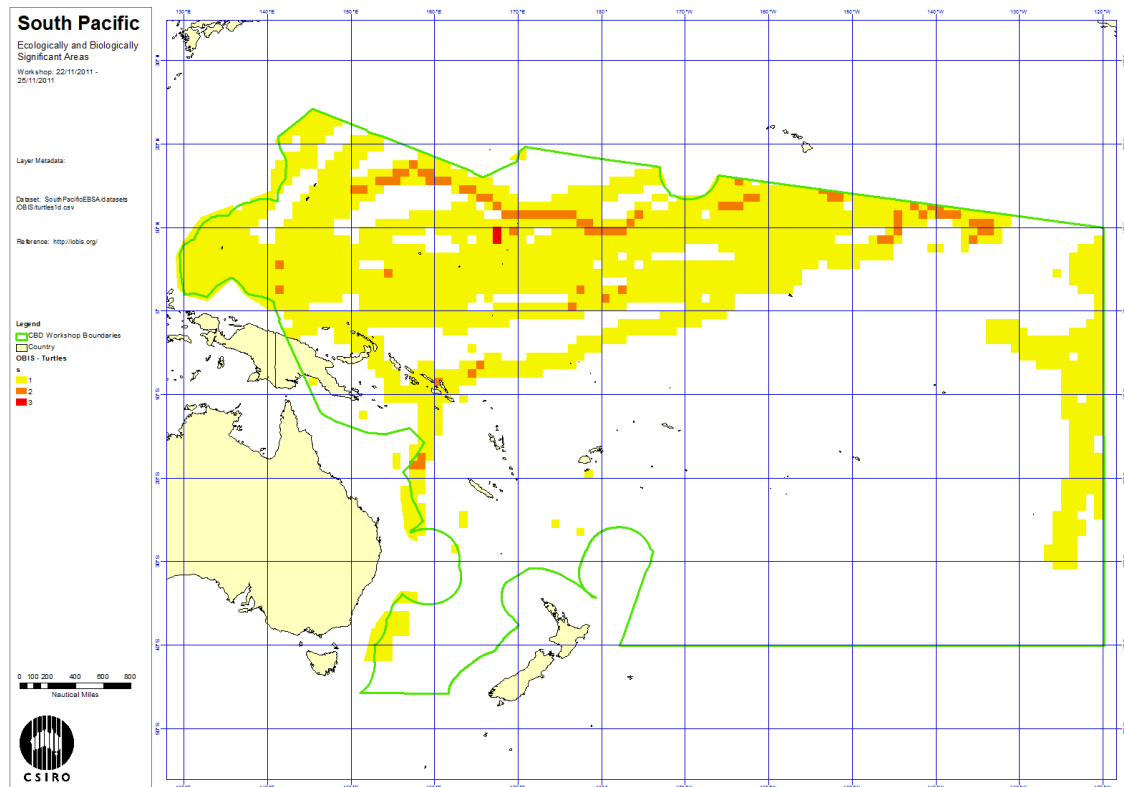 South Pacific
Ecologically and Biologically
Significant Areas
Workshop: 22/11/2011 -
25/11/2011
Layer Metadata:
Dataset: SouthPacificEBSA/datasets
/OBIS/turtles1d.csv
Reference: http://iobis.org/
Legend
CBD Workshop Boundaries
Country
OBIS - Turtles
s
1
2
3
0 100 200 400 600 800
Nautical Miles
CSIRO
130°E 140°E 150°E 160°E 170°E 180° 170°W 160°W 150°W 140°W 130°W 120°W